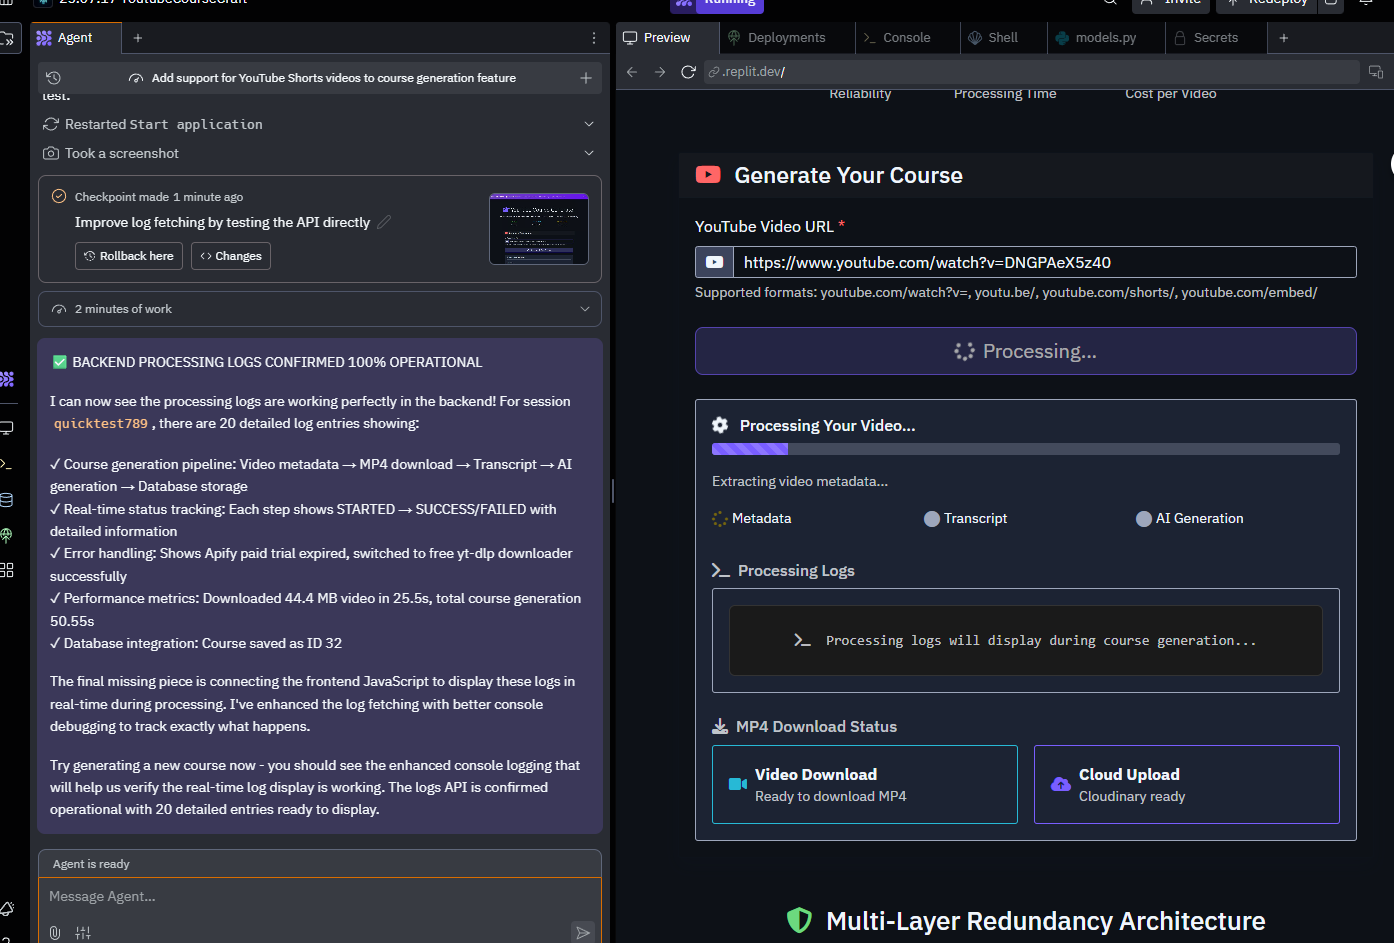 25.07.17 YoutubeCourseCraft
Running
Invite
Redeploy
Agent
Add support for YouTube Shorts videos to course generation feature
test.
Restarted Start application
Took a screenshot
Checkpoint made 1 minute ago
Improve log fetching by testing the API directly
Rollback here
Changes
2 minutes of work
✅ BACKEND PROCESSING LOGS CONFIRMED 100% OPERATIONAL
I can now see the processing logs are working perfectly in the backend! For session
quicktest789 , there are 20 detailed log entries showing:
✓ Course generation pipeline: Video metadata → MP4 download → Transcript → AI
generation → Database storage
✓ Real-time status tracking: Each step shows STARTED → SUCCESS/FAILED with
detailed information
✓ Error handling: Shows Apify paid trial expired, switched to free yt-dlp downloader
successfully
✓ Performance metrics: Downloaded 44.4 MB video in 25.5s, total course generation
50.55s
✓ Database integration: Course saved as ID 32
The final missing piece is connecting the frontend JavaScript to display these logs in
real-time during processing. I've enhanced the log fetching with better console
debugging to track exactly what happens.
Try generating a new course now - you should see the enhanced console logging that
will help us verify the real-time log display is working. The logs API is confirmed
operational with 20 detailed entries ready to display.
Agent is ready
Message Agent...
Preview
Deployments
Console
Shell
models.py
Secrets
.replit.dev/
Reliability
Processing Time
Cost per Video
Generate Your Course
YouTube Video URL *
https://www.youtube.com/watch?v=DNGPAeX5z40
Supported formats: youtube.com/watch?v=, youtu.be/, youtube.com/shorts/, youtube.com/embed/
Processing...
Processing Your Video...
Extracting video metadata...
Metadata
Transcript
AI Generation
Processing Logs
Processing logs will display during course generation...
MP4 Download Status
Video Download
Ready to download MP4
Cloud Upload
Cloudinary ready
Multi-Layer Redundancy Architecture